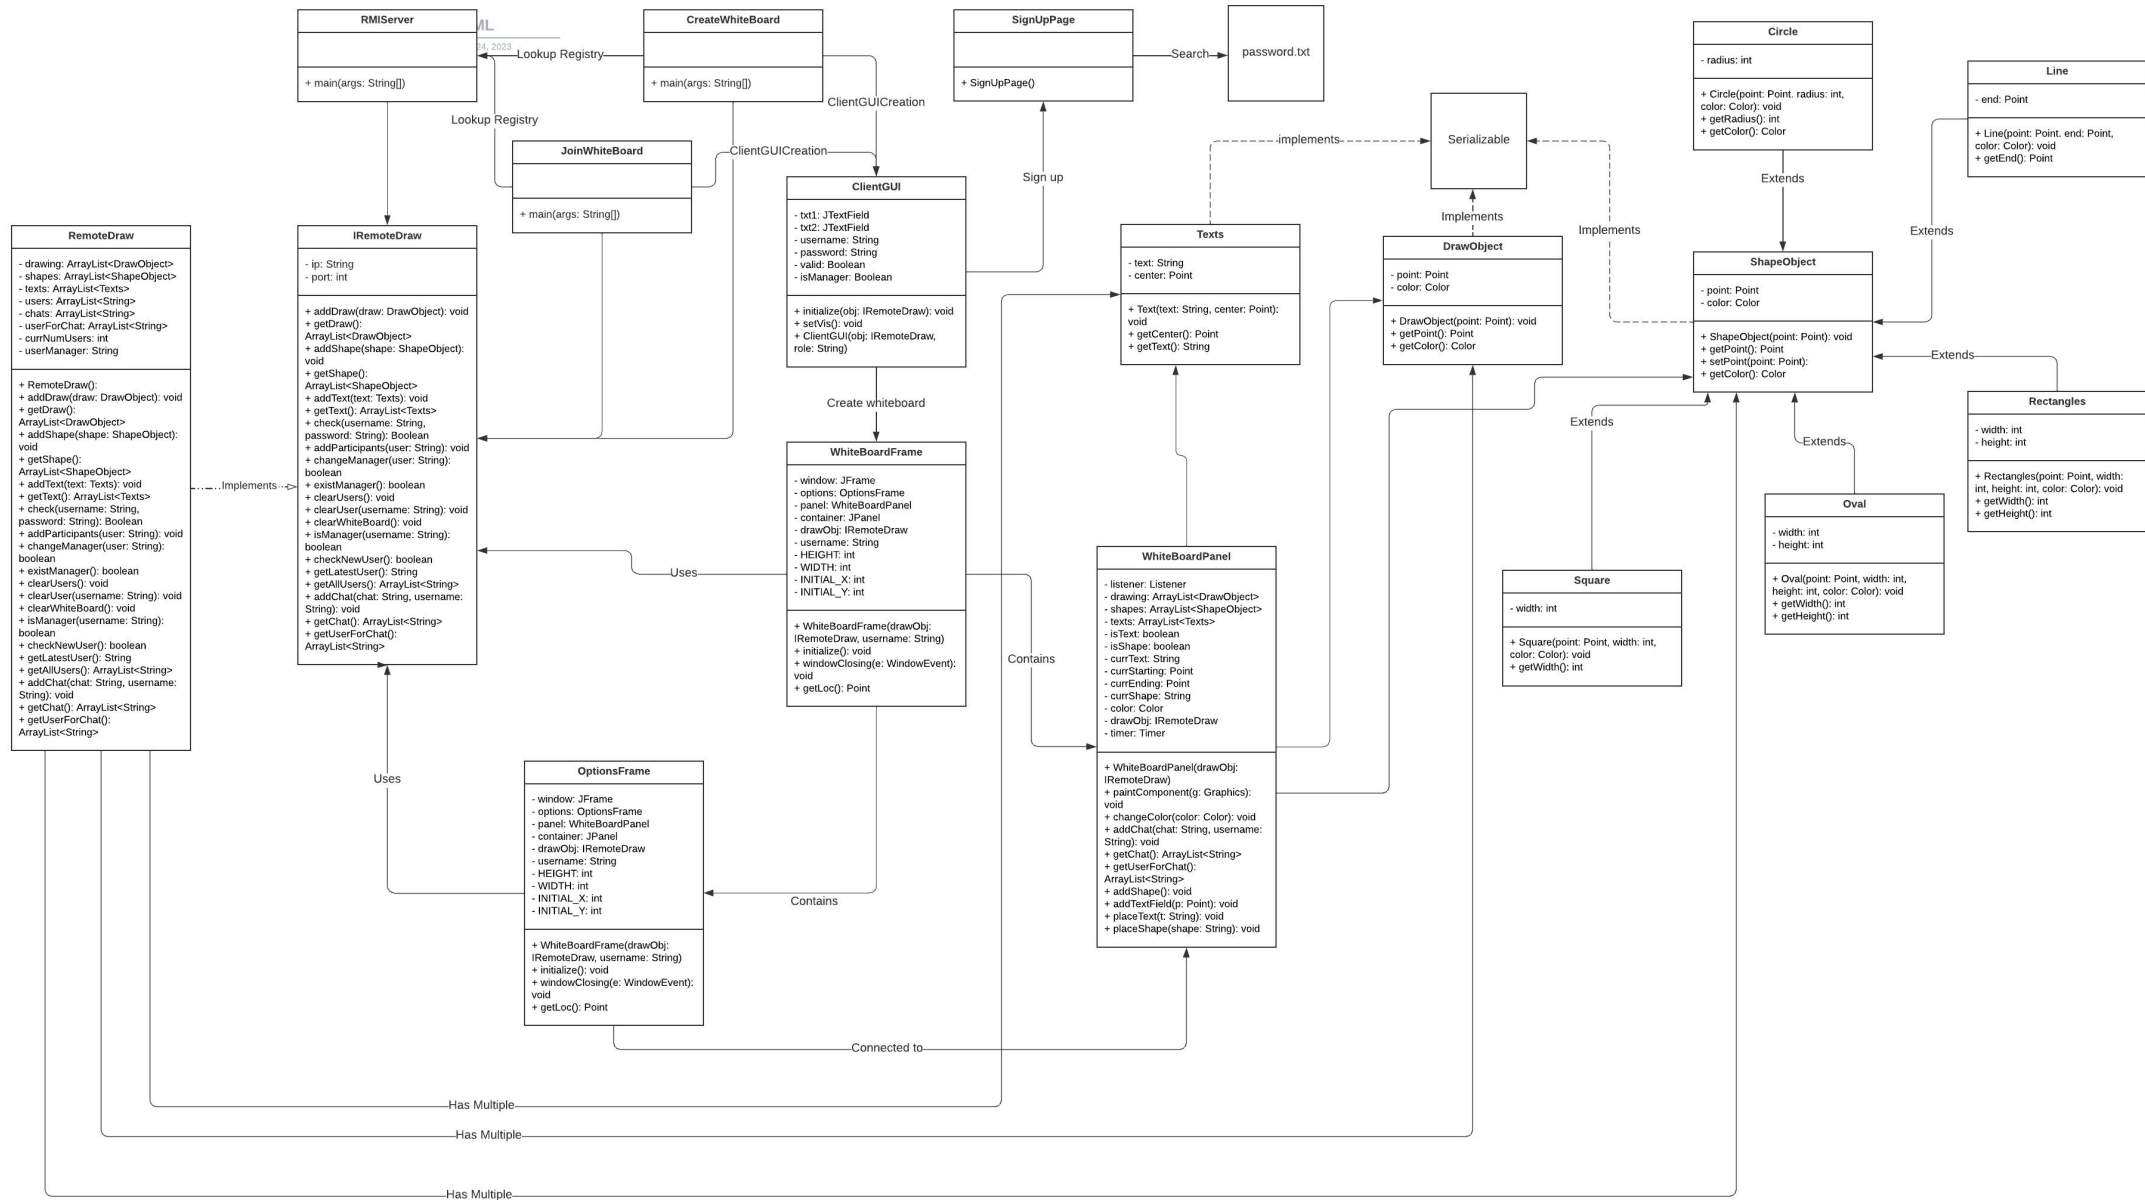 RMIServer
+ main(args: String[])
ML
24, 2023
Lookup Registry
CreateWhiteBoard
+ main(args: String[])
ClientGUICreation
SignUpPage
+ SignUpPage()
Search
password.txt
Circle
- radius: int
+ Circle(point: Point. radius: int,
color: Color): void
+ getRadius(): int
+ getColor(): Color
Line
- end: Point
+ Line(point: Point. end: Point,
color: Color): void
+ getEnd(): Point
Lookup Registry
JoinWhiteBoard
+ main(args: String[])
ClientGUICreation
Sign up
implements
Serializable
Implements
Implements
Extends
Extends
RemoteDraw
- drawing: ArrayList<DrawObject>
- shapes: ArrayList<ShapeObject>
- texts: ArrayList<Texts>
- users: ArrayList<String>
- chats: ArrayList<String>
- userForChat: ArrayList<String>
- currNumUsers: int
- userManager: String
+ RemoteDraw():
+ addDraw(draw: DrawObject): void
+ getDraw():
ArrayList<DrawObject>
+ addShape(shape: ShapeObject):
void
+ getShape():
ArrayList<ShapeObject>
+ addText(text: Texts): void
+ getText(): ArrayList<Texts>
+ check(username: String,
password: String): Boolean
+ addParticipants(user: String): void
+ changeManager(user: String):
boolean
+ existManager(): boolean
+ clearUsers(): void
+ clearUser(username: String): void
+ clearWhiteBoard(): void
+ isManager(username: String):
boolean
+ checkNewUser(): boolean
+ getLatestUser(): String
+ getAllUsers(): ArrayList<String>
+ addChat(chat: String, username:
String): void
+ getChat(): ArrayList<String>
+ getUserForChat():
ArrayList<String>
Implements
IRemoteDraw
- ip: String
- port: int
+ addDraw(draw: DrawObject): void
+ getDraw():
ArrayList<DrawObject>
+ addShape(shape: ShapeObject):
void
+ getShape():
ArrayList<ShapeObject>
+ addText(text: Texts): void
+ getText(): ArrayList<Texts>
+ check(username: String,
password: String): Boolean
+ addParticipants(user: String): void
+ changeManager(user: String):
boolean
+ existManager(): boolean
+ clearUsers(): void
+ clearUser(username: String): void
+ clearWhiteBoard(): void
+ isManager(username: String):
boolean
+ checkNewUser(): boolean
+ getLatestUser(): String
+ getAllUsers(): ArrayList<String>
+ addChat(chat: String, username:
String): void
+ getChat(): ArrayList<String>
+ getUserForChat():
ArrayList<String>
ClientGUI
- txt1: JTextField
- txt2: JTextField
- username: String
- password: String
- valid: Boolean
- isManager: Boolean
+ initialize(obj: IRemoteDraw): void
+ setVis(): void
+ ClientGUI(obj: IRemoteDraw,
role: String)
Create whiteboard
Texts
- text: String
- center: Point
+ Text(text: String, center: Point):
void
+ getCenter(): Point
+ getText(): String
DrawObject
- point: Point
- color: Color
+ DrawObject(point: Point): void
+ getPoint(): Point
+ getColor(): Color
ShapeObject
- point: Point
- color: Color
+ ShapeObject(point: Point): void
+ getPoint(): Point
+ setPoint(point: Point):
+ getColor(): Color
Extends
Rectangles
- width: int
- height: int
+ Rectangles(point: Point, width:
int, height: int, color: Color): void
+ getWidth(): int
+ getHeight(): int
Extends
Extends
Oval
- width: int
- height: int
+ Oval(point: Point, width: int,
height: int, color: Color): void
+ getWidth(): int
+ getHeight(): int
Square
- width: int
+ Square(point: Point, width: int,
color: Color): void
+ getWidth(): int
WhiteBoardFrame
- window: JFrame
- options: OptionsFrame
- panel: WhiteBoardPanel
- container: JPanel
- drawObj: IRemoteDraw
- username: String
- HEIGHT: int
- WIDTH: int
- INITIAL_X: int
- INITIAL_Y: int
+ WhiteBoardFrame(drawObj:
IRemoteDraw, username: String)
+ initialize(): void
+ windowClosing(e: WindowEvent):
void
+ getLoc(): Point
Uses
Contains
WhiteBoardPanel
- listener: Listener
- drawing: ArrayList<DrawObject>
- shapes: ArrayList<ShapeObject>
- texts: ArrayList<Texts>
- isText: boolean
- isShape: boolean
- currText: String
- currStarting: Point
- currEnding: Point
- currShape: String
- color: Color
- drawObj: IRemoteDraw
- timer: Timer
+ WhiteBoardPanel(drawObj:
IRemoteDraw)
+ paintComponent(g: Graphics):
void
+ changeColor(color: Color): void
+ addChat(chat: String, username:
String): void
+ getChat(): ArrayList<String>
+ getUserForChat():
ArrayList<String>
+ addShape(): void
+ addTextField(p: Point): void
+ placeText(t: String): void
+ placeShape(shape: String): void
Uses
OptionsFrame
- window: JFrame
- options: OptionsFrame
- panel: WhiteBoardPanel
- container: JPanel
- drawObj: IRemoteDraw
- username: String
- HEIGHT: int
- WIDTH: int
- INITIAL_X: int
- INITIAL_Y: int
+ WhiteBoardFrame(drawObj:
IRemoteDraw, username: String)
+ initialize(): void
+ windowClosing(e: WindowEvent):
void
+ getLoc(): Point
Contains
Connected to
Has Multiple
Has Multiple
Has Multiple